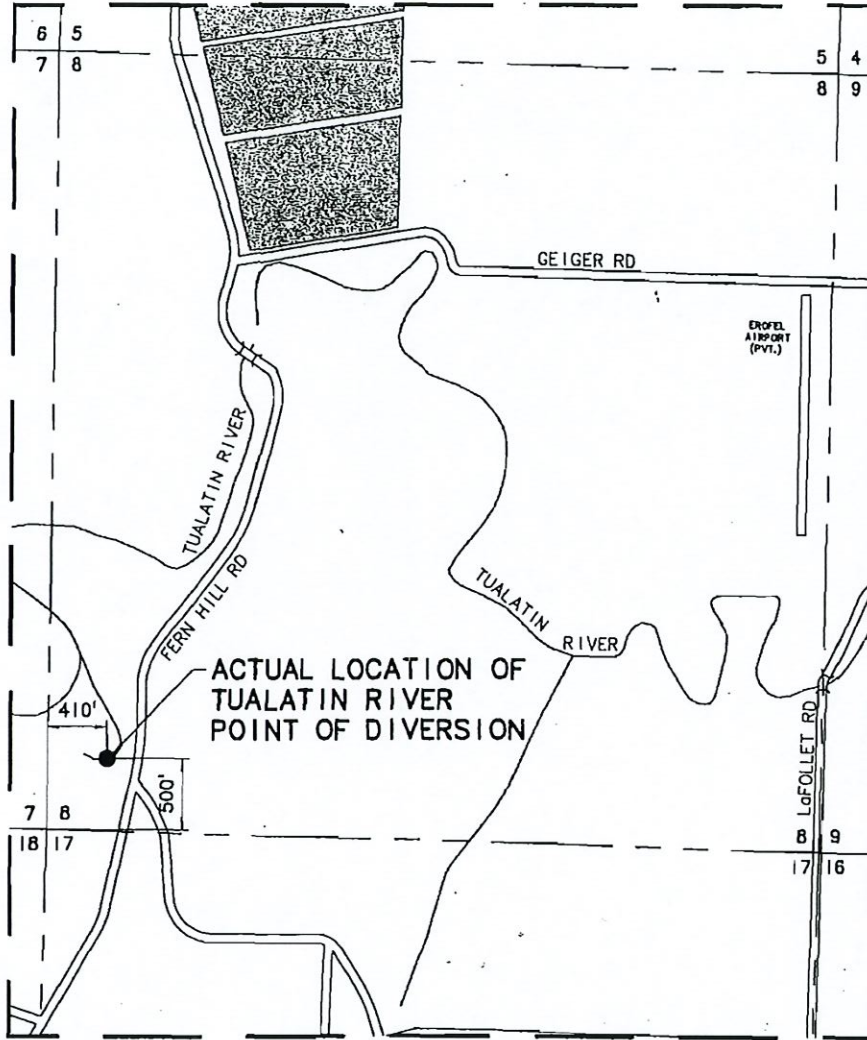 6 5
7 8
5 4
8 9
GEIGER RD
EROFEL
AIRPORT
(PVT.)
TUALATIN RIVER
FERN HILL RD
TUALATIN
RIVER
ACTUAL LOCATION OF
TUALATIN RIVER
POINT OF DIVERSION
410'
500'
LaFOLLET RD
7 8
18 17
8 9
17 16